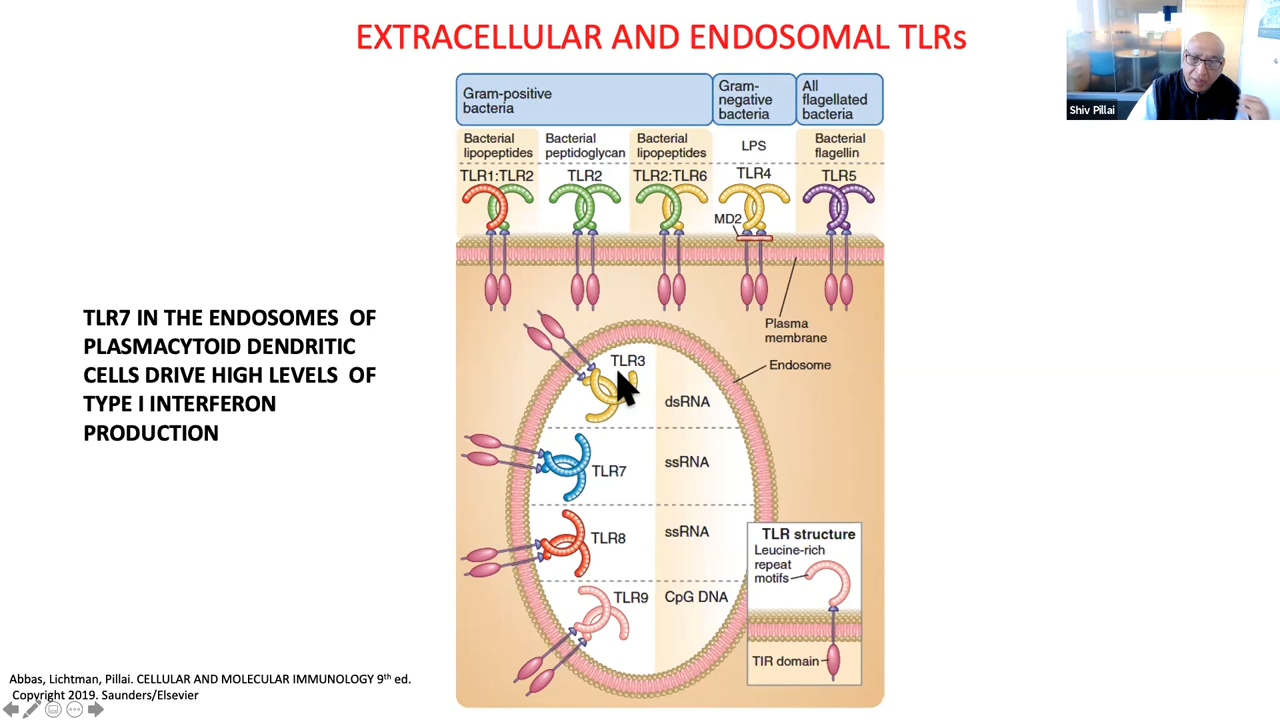 EXTRACELLULAR AND ENDOSOMAL TLRs
Shiv Pillai
Gram-positive
bacteria
Gram-
negative
bacteria
All
flagellated
bacteria
Bacterial
lipopeptides
Bacterial
peptidoglycan
Bacterial
lipopeptides
LPS
Bacterial
flagellin
TLR1:TLR2
TLR2
TLR2:TLR6
TLR4
TLR5
MD2
Plasma
membrane
Endosome
TLR7 IN THE ENDOSOMES OF
PLASMACYTOID DENDRITIC
CELLS DRIVE HIGH LEVELS OF
TYPE I INTERFERON
PRODUCTION
TLR3
dsRNA
TLR7
ssRNA
TLR8
ssRNA
TLR9
CpG DNA
TLR structure
Leucine-rich
repeat
motifs
TIR domain
Abbas, Lichtman, Pillai. CELLULAR AND MOLECULAR IMMUNOLOGY 9th ed.
Copyright 2019. Saunders/Elsevier